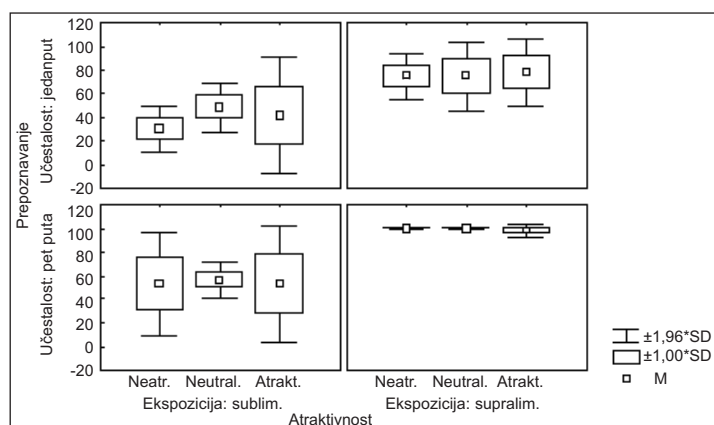 Prepoznavanje
Učestalost: jedanput
120
100
80
60
40
20
0
-20
Učestalost: pet puta
120
100
80
60
40
20
0
-20
Neatr. Neutral. Atrakt.
Ekspozicija: sublim.
Neatr. Neutral. Atrakt.
Ekspozicija: supralim.
Atraktivnost
±1,96*SD
±1,00*SD
M